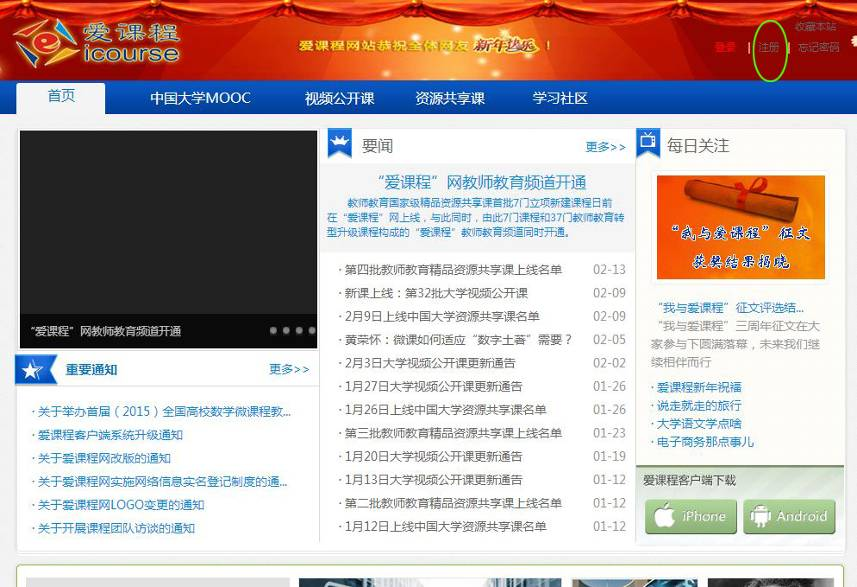 爱课程
icourse
爱课程网站恭祝全体网友 新年快乐 !
收藏本站
登录 | 注册 | 忘记密码
首页 中国大学MOOC 视频公开课 资源共享课 学习社区
“爱课程”网教师教育频道开通
重要通知 更多>>
·关于举办首届（2015）全国高校数学微课程教...
·爱课程客户端系统升级通知
·关于爱课程网改版的通知
·关于爱课程网实施网络信息实名登记制度的通...
·关于爱课程网LOGO变更的通知
·关于开展课程团队访谈的通知
要闻 更多>>
“爱课程”网教师教育频道开通
教师教育国家级精品资源共享课首批7门立项新建课程日前
在“爱课程”网上线，与此同时，由此7门课程和37门教师教育转
型升级课程构成的“爱课程”教师教育频道同时开通。
·第四批教师教育精品资源共享课上线名单 02-13
·新课上线：第32批大学视频公开课 02-09
·2月9日上线中国大学资源共享课名单 02-09
·黄荣怀：微课如何适应“数字土著”需要？ 02-05
·2月3日大学视频公开课更新通告 02-02
·1月27日大学视频公开课更新通告 01-26
·1月26日上线中国大学资源共享课名单 01-26
·第三批教师教育精品资源共享课上线名单 01-23
·1月20日大学视频公开课更新通告 01-19
·1月13日大学视频公开课更新通告 01-12
·第二批教师教育精品资源共享课上线名单 01-12
·1月12日上线中国大学资源共享课名单 01-12
每日关注
“我与爱课程”征文
获奖结果揭晓
“我与爱课程”征文评选结...
“我与爱课程”三周年征文在大
家参与下圆满落幕，未来我们继
续相伴而行
·爱课程新年祝福
·说走就走的旅行
·大学语文学点啥
·电子商务那点事儿
爱课程客户端下载
iPhone Android